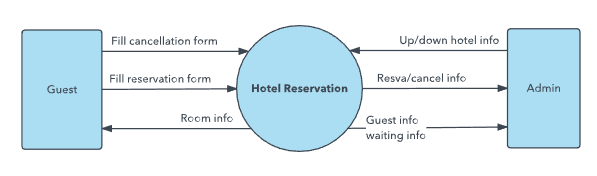 Fill cancellation form
Up/down hotel info
Guest
Fill reservation form
Hotel Reservation
Resva/cancel info
Admin
Room info
Guest info
waiting info